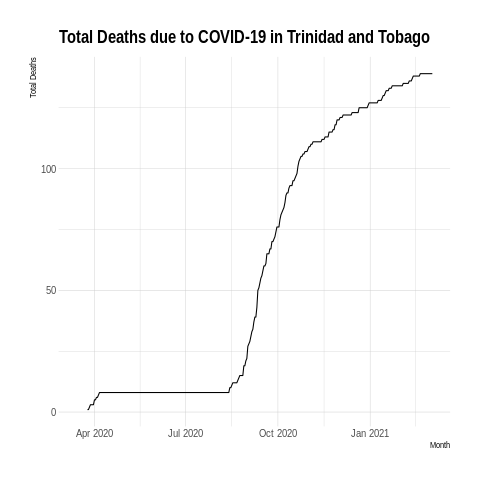 Total Deaths due to COVID-19 in Trinidad and Tobago
Total Deaths
100
50
0
Apr 2020 Jul 2020 Oct 2020 Jan 2021
Month